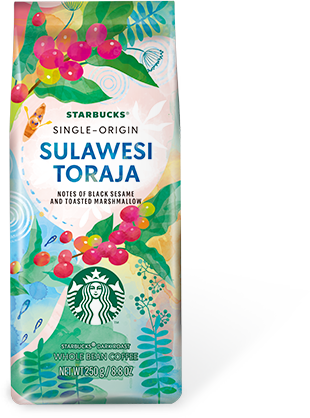 STARBUCKS®
SINGLE-ORIGIN
SULAWESI
TORAJA
NOTES OF BLACK SESAME
AND TOASTED MARSHMALLOW
STARBUCKS® DARK ROAST
WHOLE BEAN COFFEE
NET WT 250 g / 8.8 OZ